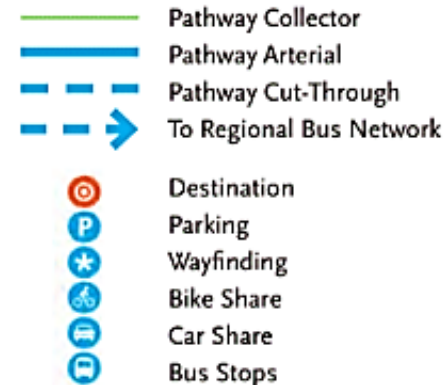 Pathway Collector
Pathway Arterial
Pathway Cut-Through
To Regional Bus Network
Destination
P Parking
Wayfinding
Bike Share
Car Share
Bus Stops